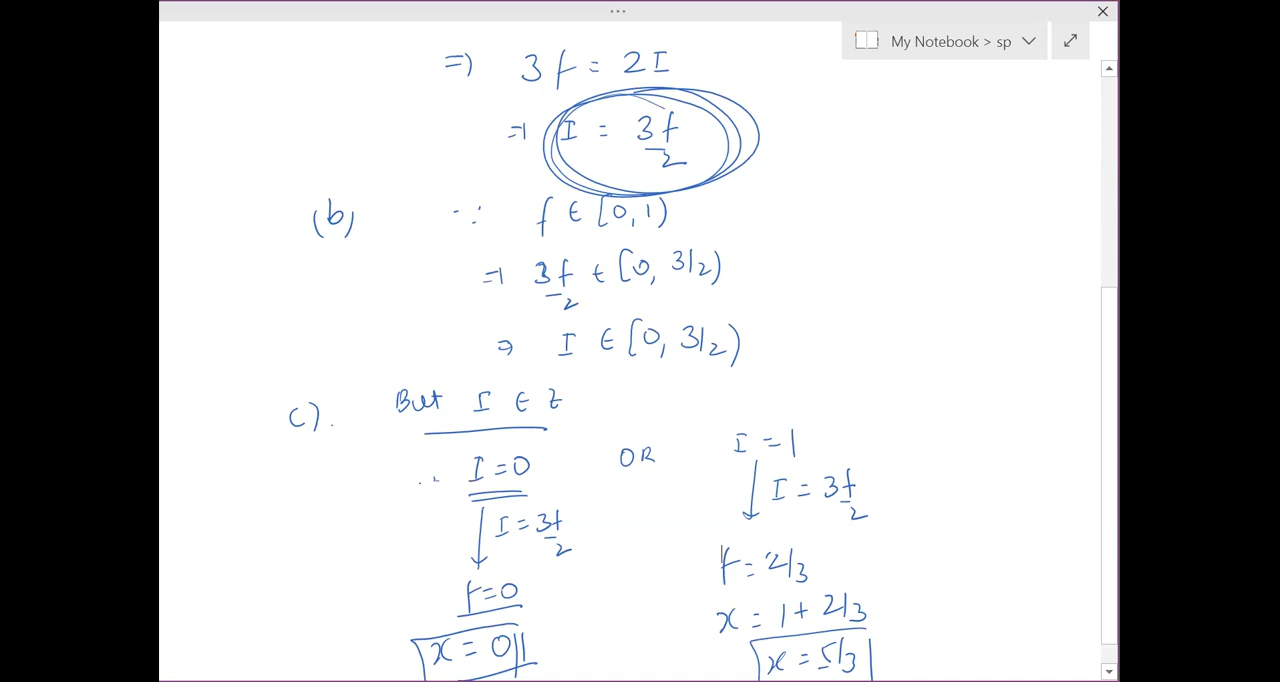 My Notebook > sp
=) 3f = 2I
=) I = 3f/2
(b) ∵ f ∈ [0, 1)
=) 3f/2 ∈ [0, 3/2)
⇒ I ∈ [0, 3/2)
c). But I ∈ Z
∴ I = 0 OR I = 1
I = 3f/2 I = 3f/2
f = 0 f = 2/3
x = 0 x = 1 + 2/3
x = 5/3